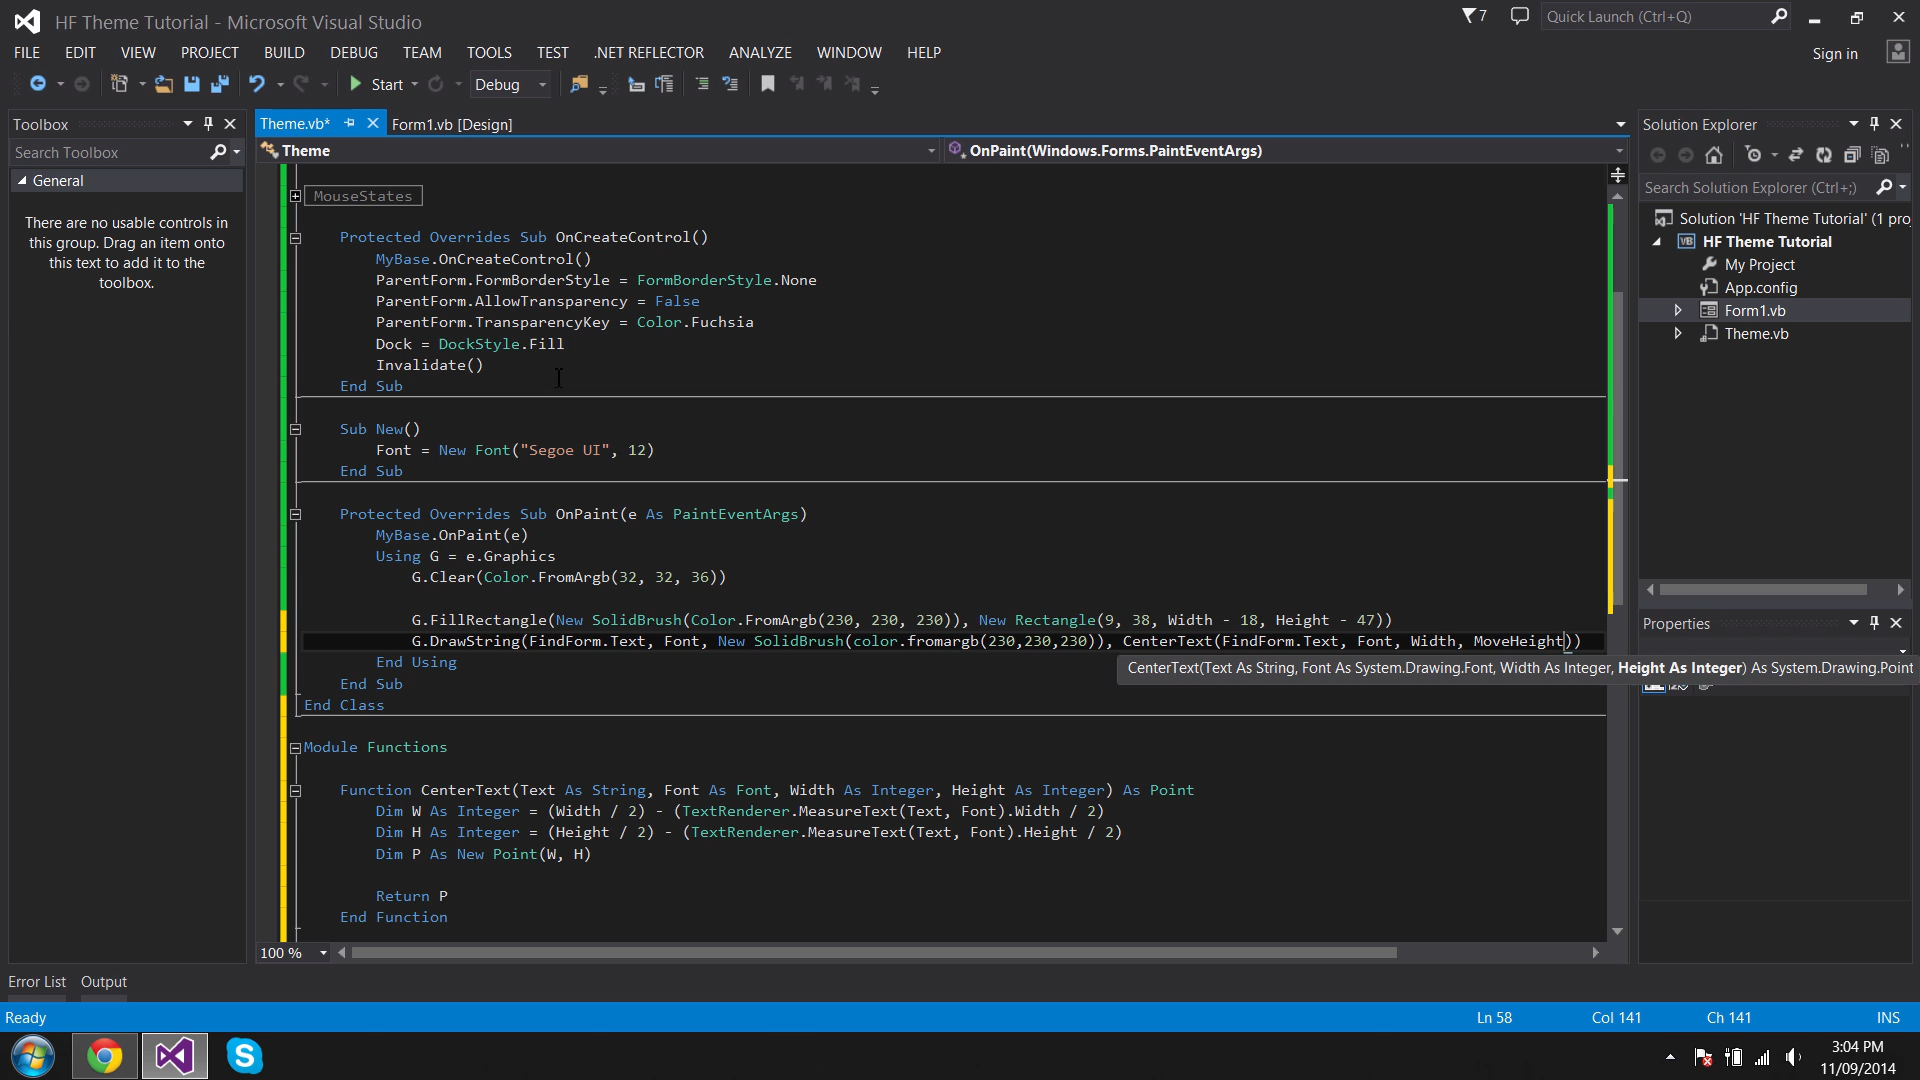 HF Theme Tutorial - Microsoft Visual Studio
7
Quick Launch (Ctrl+Q)
FILE EDIT VIEW PROJECT BUILD DEBUG TEAM TOOLS TEST .NET REFLECTOR ANALYZE WINDOW HELP
Sign in
Start
Debug
Toolbox
Search Toolbox
General
There are no usable controls in
this group. Drag an item onto
this text to add it to the
toolbox.
Theme.vb*
Form1.vb [Design]
Theme
OnPaint(Windows.Forms.PaintEventArgs)
MouseStates
Protected Overrides Sub OnCreateControl()
MyBase.OnCreateControl()
ParentForm.FormBorderStyle = FormBorderStyle.None
ParentForm.AllowTransparency = False
ParentForm.TransparencyKey = Color.Fuchsia
Dock = DockStyle.Fill
Invalidate()
End Sub
Sub New()
Font = New Font("Segoe UI", 12)
End Sub
Protected Overrides Sub OnPaint(e As PaintEventArgs)
MyBase.OnPaint(e)
Using G = e.Graphics
G.Clear(Color.FromArgb(32, 32, 36))
G.FillRectangle(New SolidBrush(Color.FromArgb(230, 230, 230)), New Rectangle(9, 38, Width - 18, Height - 47))
G.DrawString(FindForm.Text, Font, New SolidBrush(color.fromargb(230,230,230)), CenterText(FindForm.Text, Font, Width, MoveHeight))
CenterText(Text As String, Font As System.Drawing.Font, Width As Integer, Height As Integer) As System.Drawing.Point
End Using
End Sub
End Class
Module Functions
Function CenterText(Text As String, Font As Font, Width As Integer, Height As Integer) As Point
Dim W As Integer = (Width / 2) - (TextRenderer.MeasureText(Text, Font).Width / 2)
Dim H As Integer = (Height / 2) - (TextRenderer.MeasureText(Text, Font).Height / 2)
Dim P As New Point(W, H)
Return P
End Function
100 %
Solution Explorer
Search Solution Explorer (Ctrl+;)
Solution 'HF Theme Tutorial' (1 pro
HF Theme Tutorial
My Project
App.config
Form1.vb
Theme.vb
Properties
Error List Output
Ready
Ln 58
Col 141
Ch 141
INS
3:04 PM
11/09/2014